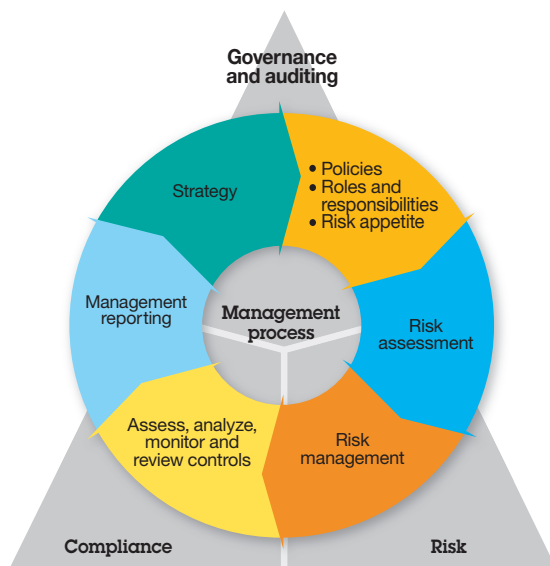 Governance
and auditing
Strategy
• Policies
• Roles and
responsibilities
• Risk appetite
Management
reporting
Management
process
Risk
assessment
Assess, analyze,
monitor and
review controls
Risk
management
Compliance
Risk